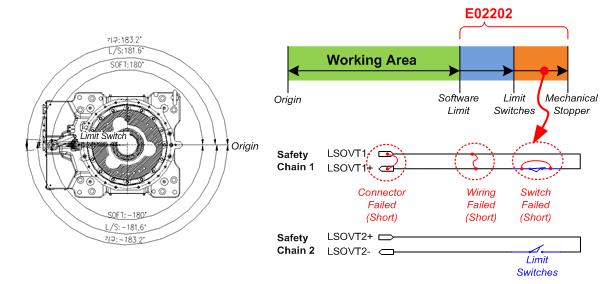 기구:183.2°
L/S:181.6°
SOFT:180°
Limit Switch
Origin
SOFT:-180°
L/S:-181.6°
기구:-183.2°
E02202
Working Area
Origin
Software
Limit
Limit
Switches
Mechanical
Stopper
Safety
Chain 1
LSOVT1-
LSOVT1+
Connector
Failed
(Short)
Wiring
Failed
(Short)
Switch
Failed
(Short)
Safety
Chain 2
LSOVT2+
LSOVT2-
Limit
Switches